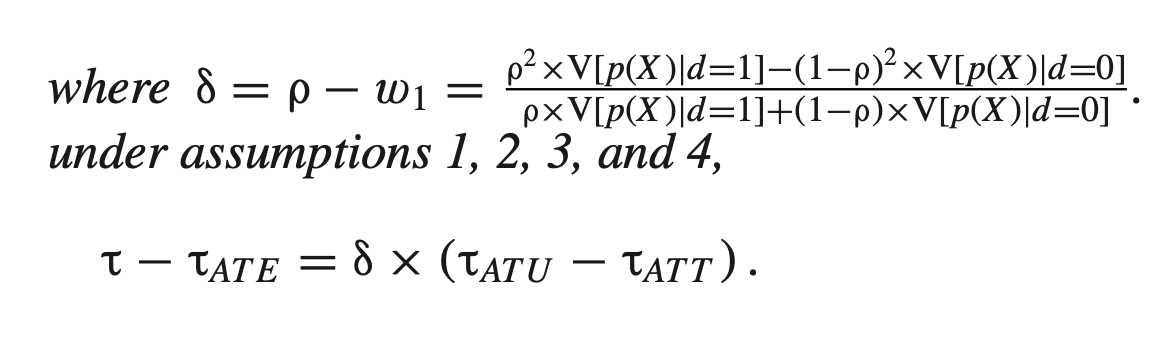 where δ = ρ − w₁ = ρ²×V[p(X)|d=1]−(1−ρ)²×V[p(X)|d=0] / ρ×V[p(X)|d=1]+(1−ρ)×V[p(X)|d=0] .
under assumptions 1, 2, 3, and 4,
τ − τ_ATE = δ × (τ_ATU − τ_ATT) .